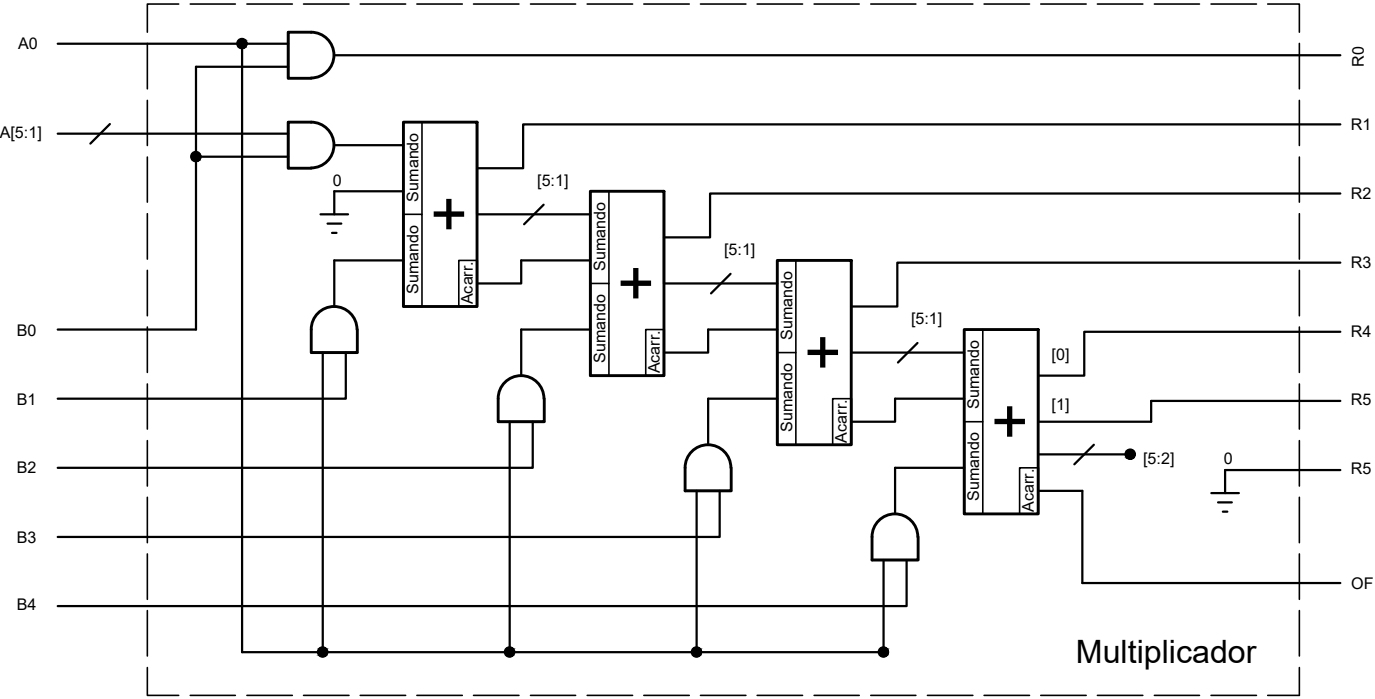 A0
R0
A[5:1]
R1
Sumando
Sumando
+
Acarr.
0
[5:1]
R2
Sumando
Sumando
+
Acarr.
[5:1]
R3
Sumando
Sumando
+
Acarr.
B0
[5:1]
R4
Sumando
Sumando
+
Acarr.
[0]
B1
[1]
R5
B2
[5:2]
0
R5
B3
B4
OF
Multiplicador